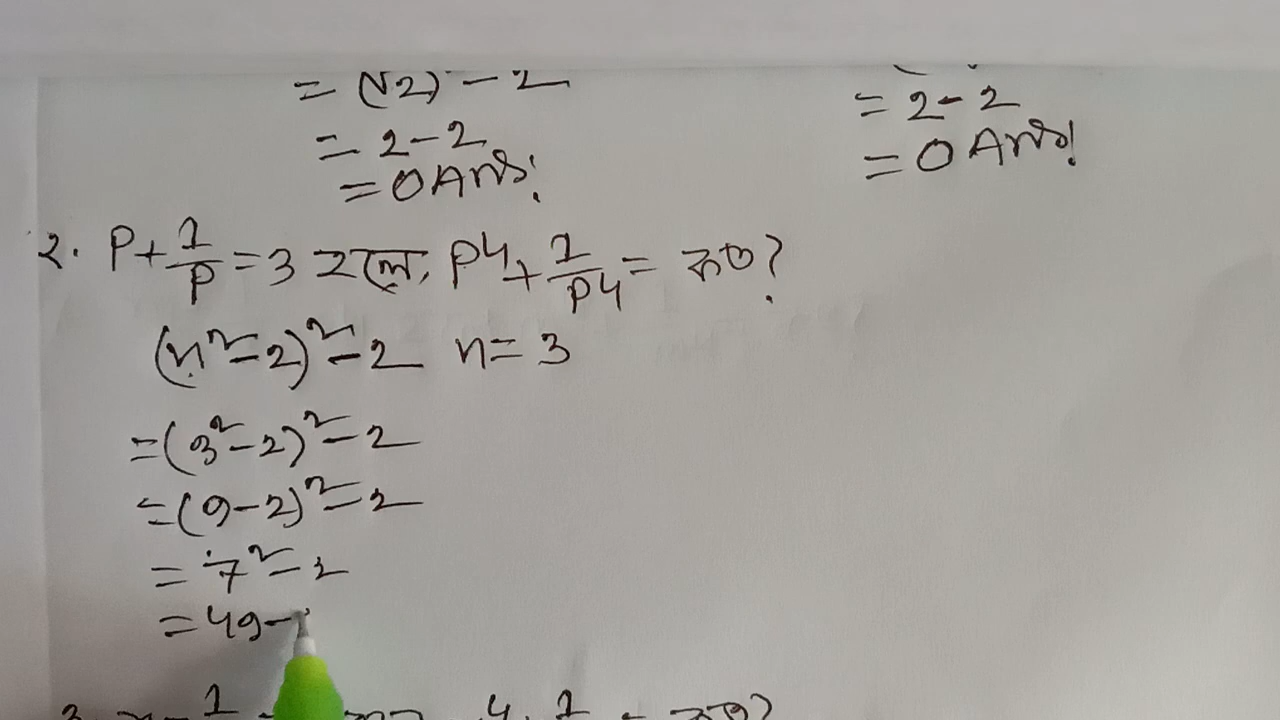 = (√2)² - 2
= 2 - 2
= 0 Ans!
= 2 - 2
= 0 Ans!
2. P + 1/P = 3 হলে, P⁴ + 1/P⁴ = কত?
(n² - 2)² - 2 n = 3
= (3² - 2)² - 2
= (9 - 2)² - 2
= 7² - 2
= 49 -